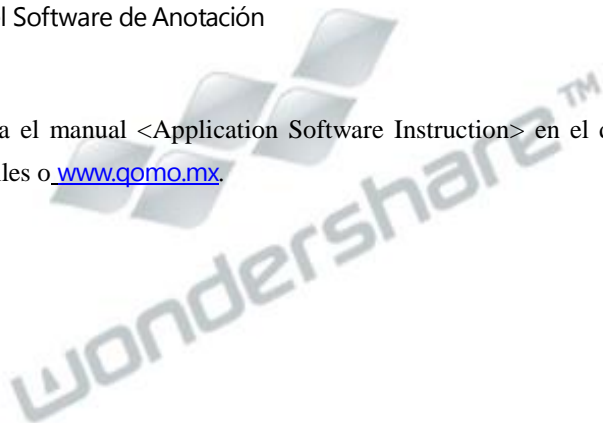 l Software de Anotación
a el manual <Application Software Instruction> en el
les o www.qomo.mx.
wondershare™